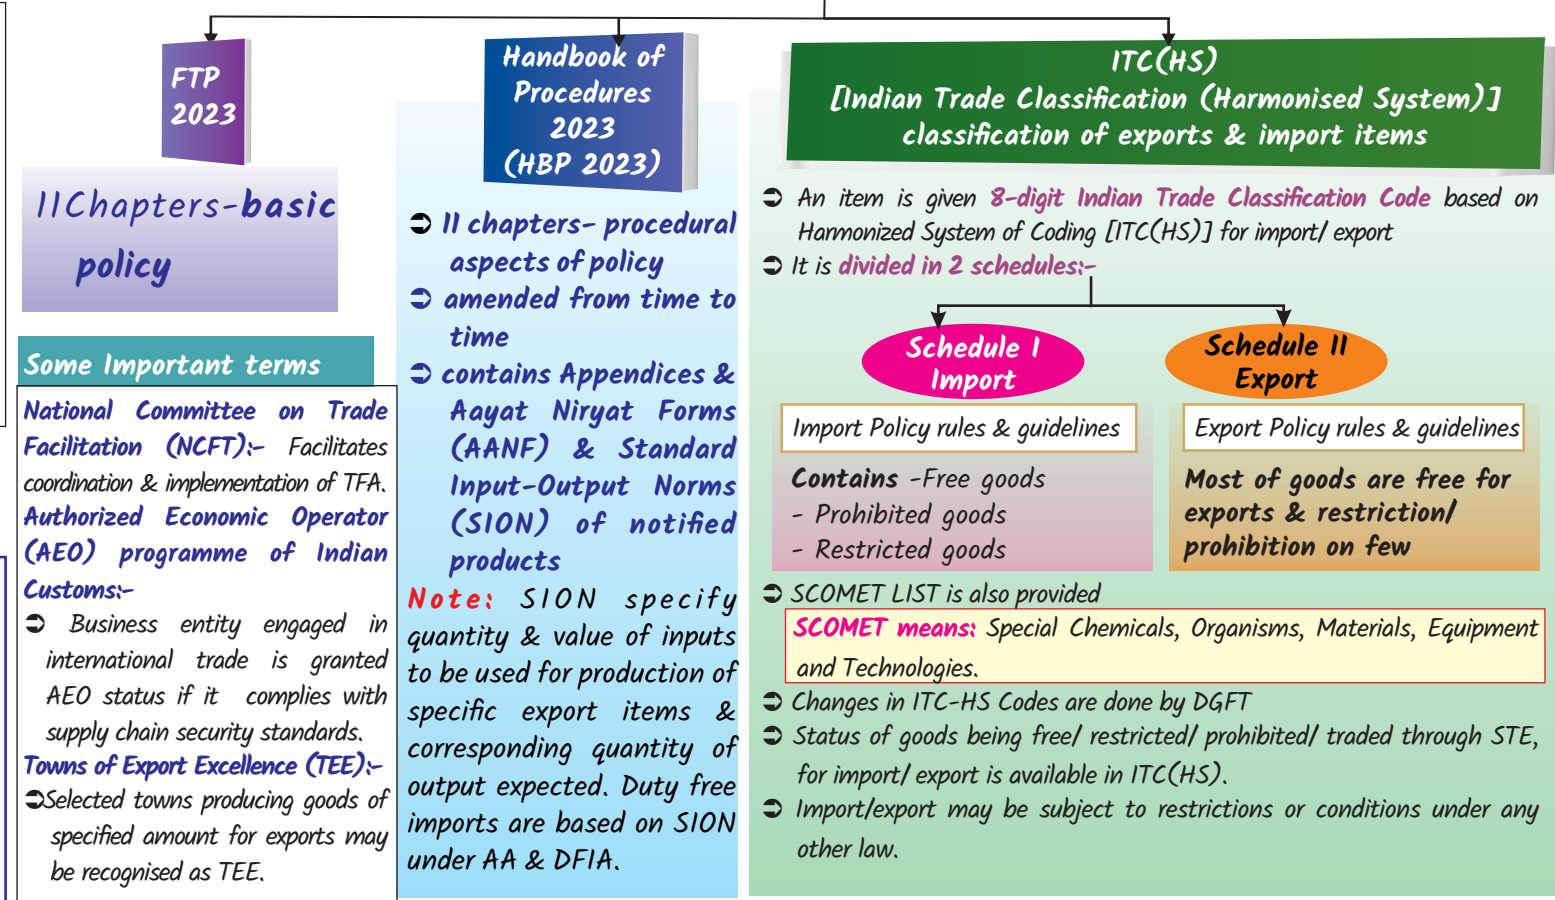 FTP
2023
11Chapters-basic
policy
Some Important terms
National Committee on Trade
Facilitation (NCFT):- Facilitates
coordination & implementation of TFA.
Authorized Economic Operator
(AEO) programme of Indian
Customs:-
➲ Business entity engaged in
international trade is granted
AEO status if it complies with
supply chain security standards.
Towns of Export Excellence (TEE):-
➲Selected towns producing goods of
specified amount for exports may
be recognised as TEE.
Handbook of
Procedures
2023
(HBP 2023)
➲ 11 chapters- procedural
aspects of policy
➲ amended from time to
time
➲ contains Appendices &
Aayat Niryat Forms
(AANF) & Standard
Input-Output Norms
(SION) of notified
products
Note: SION specify
quantity & value of inputs
to be used for production of
specific export items &
corresponding quantity of
output expected. Duty free
imports are based on SION
under AA & DFIA.
ITC(HS)
[Indian Trade Classification (Harmonised System)]
classification of exports & import items
➲ An item is given 8-digit Indian Trade Classification Code based on
Harmonized System of Coding [ITC(HS)] for import/ export
➲ It is divided in 2 schedules:-
Schedule I
Import
Import Policy rules & guidelines
Contains -Free goods
- Prohibited goods
- Restricted goods
Schedule II
Export
Export Policy rules & guidelines
Most of goods are free for
exports & restriction/
prohibition on few
➲ SCOMET LIST is also provided
SCOMET means: Special Chemicals, Organisms, Materials, Equipment
and Technologies.
➲ Changes in ITC-HS Codes are done by DGFT
➲ Status of goods being free/ restricted/ prohibited/ traded through STE,
for import/ export is available in ITC(HS).
➲ Import/export may be subject to restrictions or conditions under any
other law.